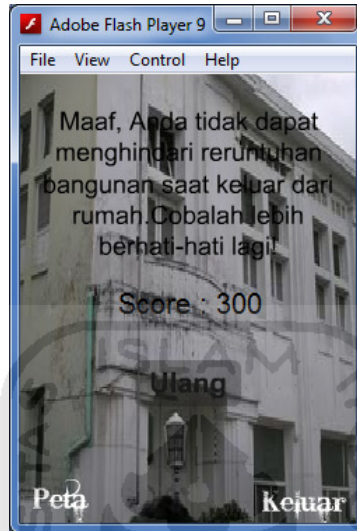 Adobe Flash Player 9
File View Control Help
Maaf, Anda tidak dapat
menghindari reruntuhan
bangunan saat keluar dari
rumah.Cobalah lebih
berhati-hati lagi!
Score : 300
ISLAM
Ulang
Peta Keluar